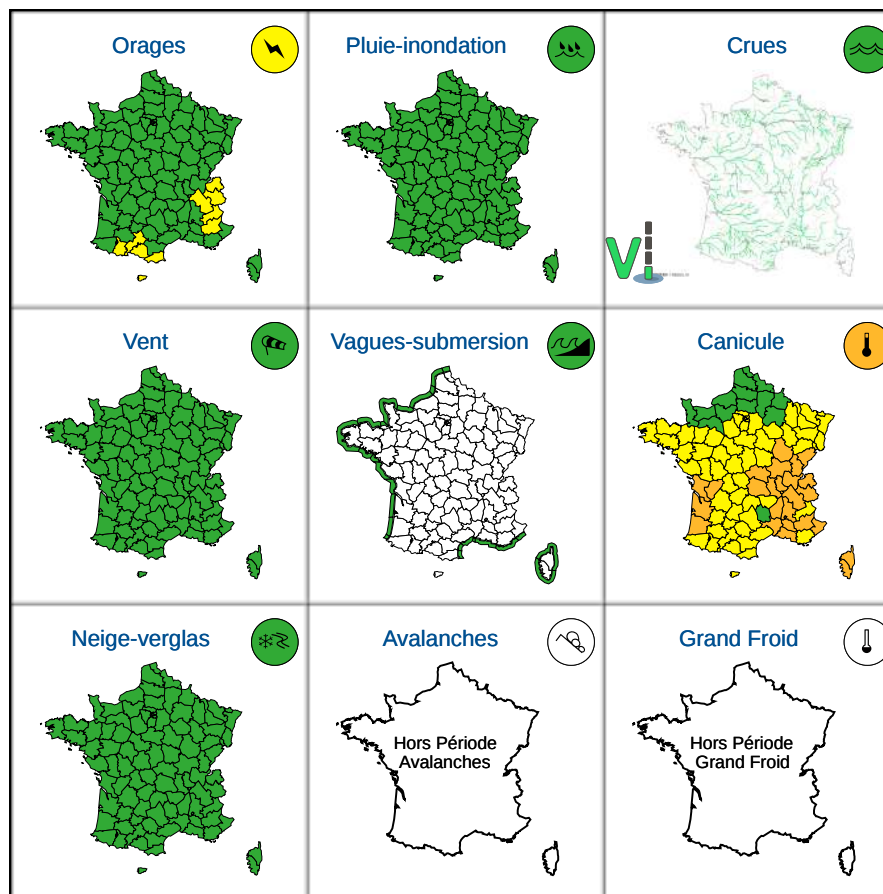 Orages
Pluie-inondation
Crues
Vent
Vagues-submersion
Canicule
Neige-verglas
Avalanches
Grand Froid
Hors Période
Avalanches
Hors Période
Grand Froid